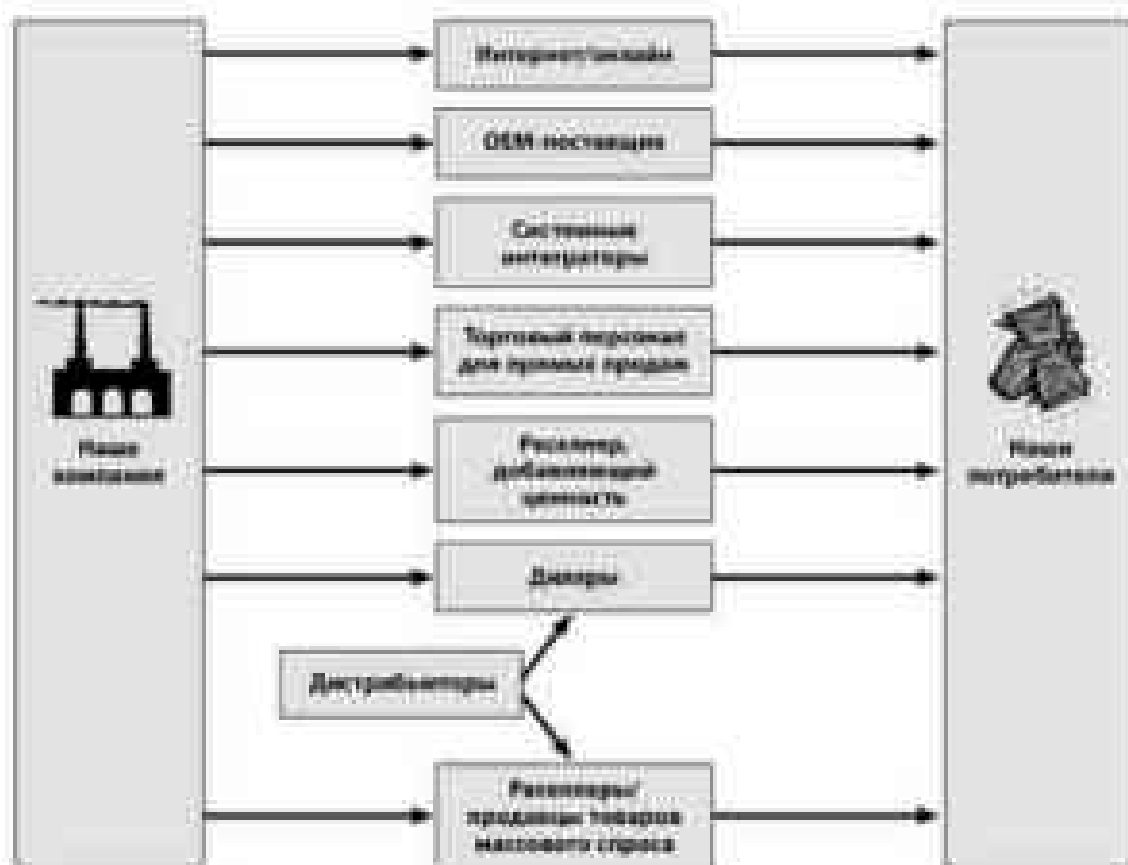 Интернет/онлайн
OEM-поставщик
Системные
интеграторы
Торговый персонал
для прямых продаж
Наша
компания
Реселлер,
добавляющий
ценность
Наши
потребители
Дилеры
Дистрибьюторы
Реселлеры/
продавцы товаров
массового спроса